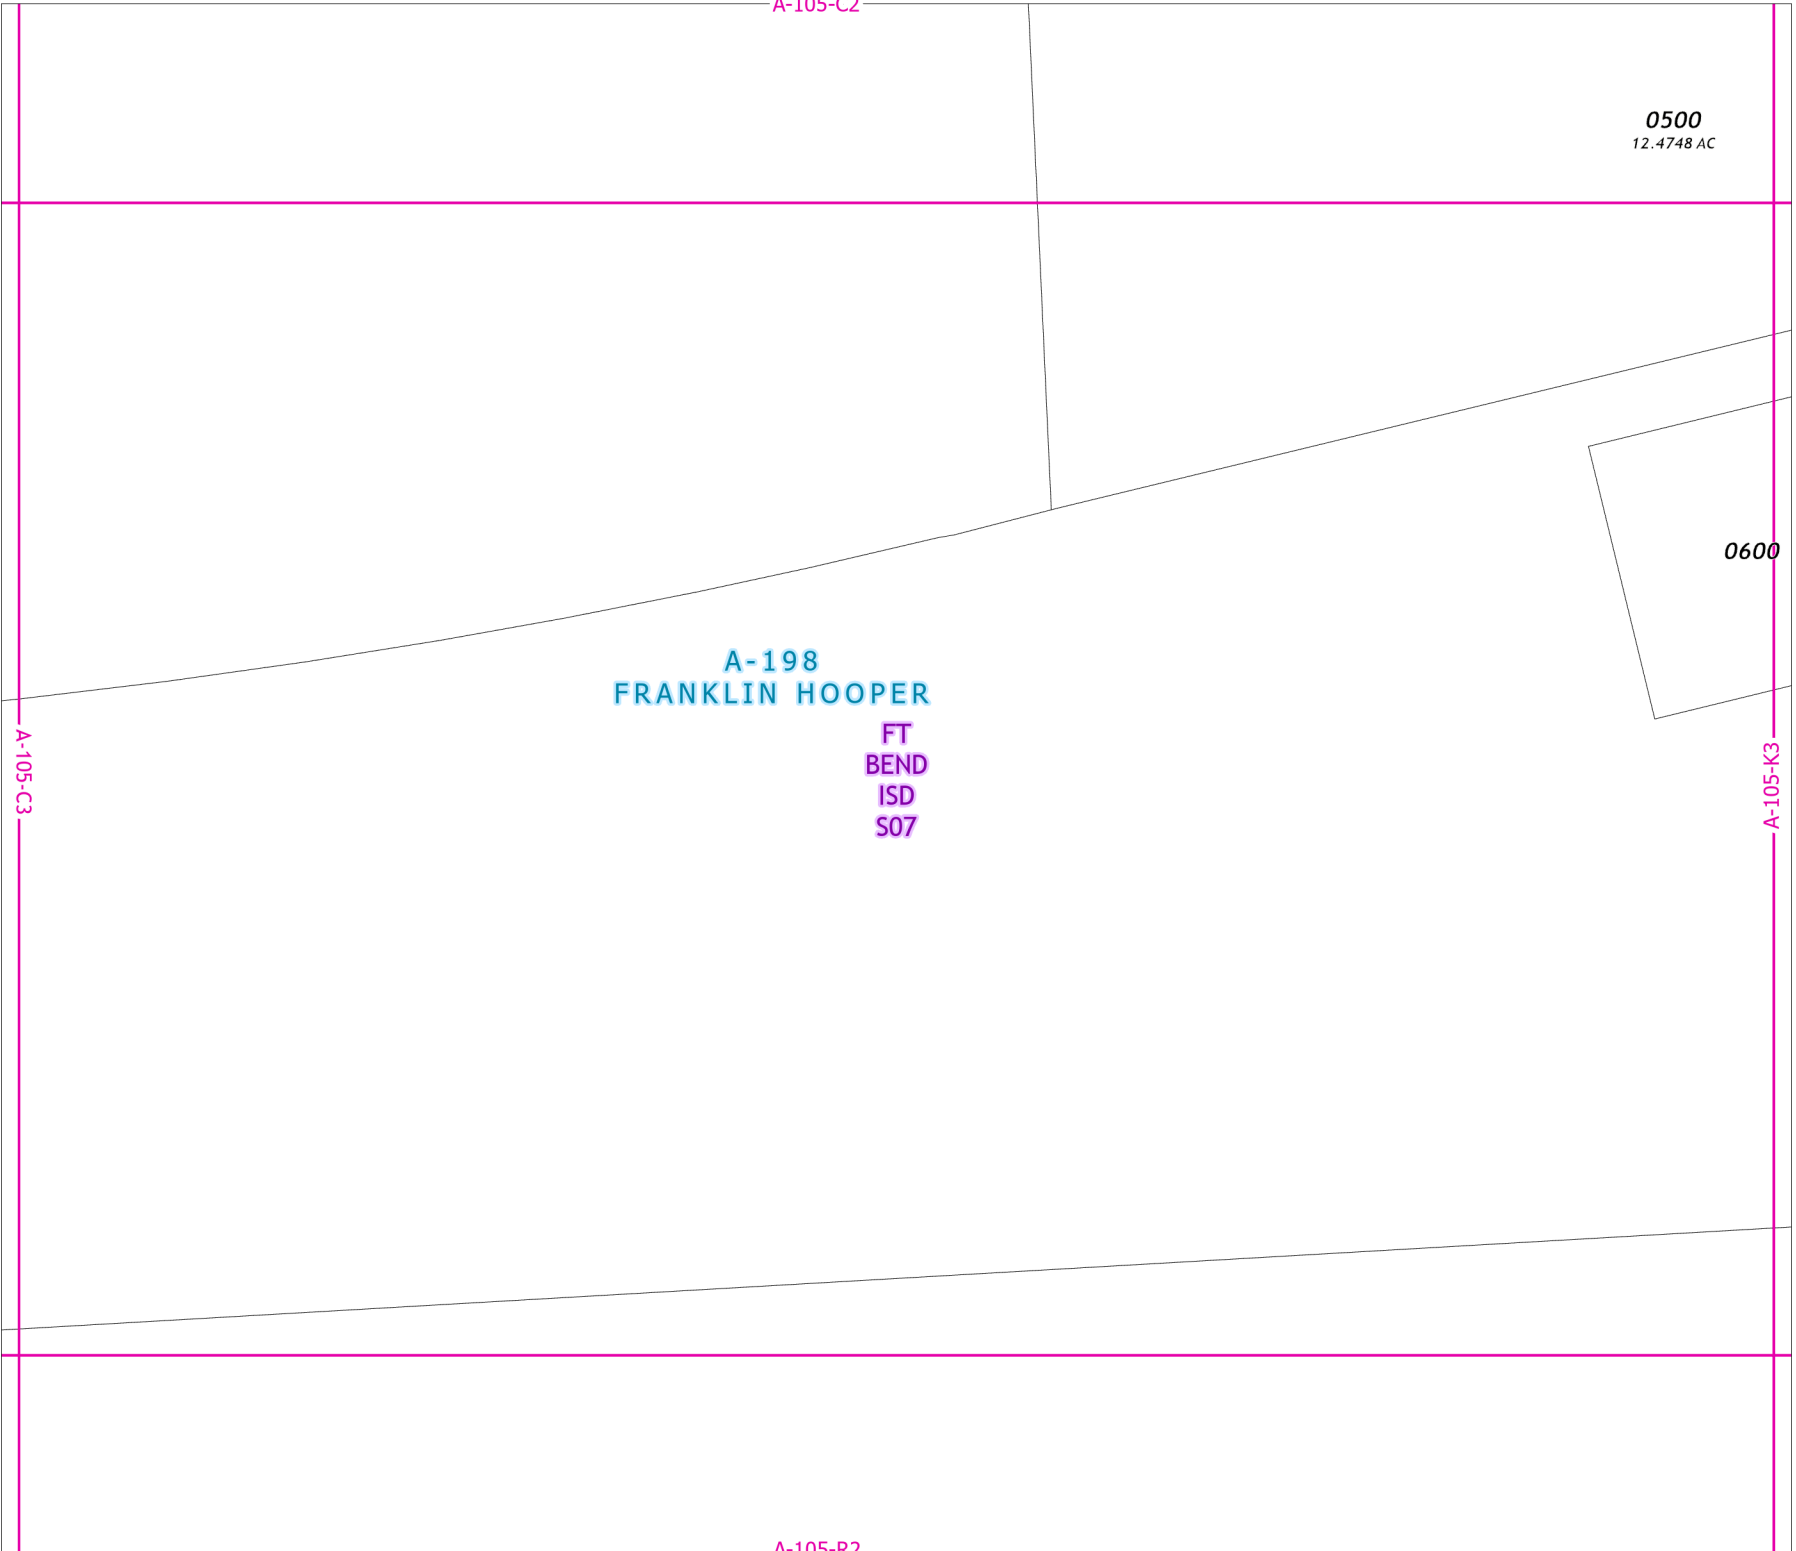 A-105-C2
0500
12.4748 AC
0600
A-198
FRANKLIN HOOPER
FT
BEND
ISD
S07
A-105-C3
A-105-K3